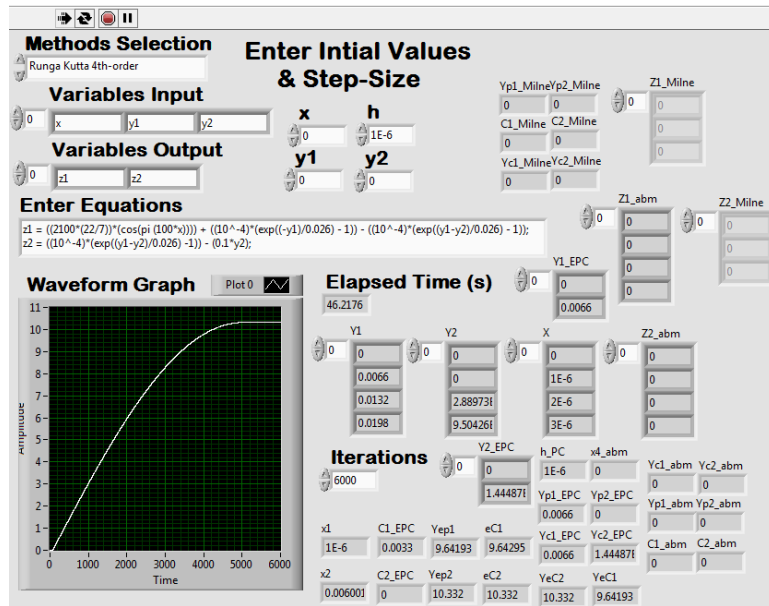 Methods Selection
Runga Kutta 4th-order
Enter Intial Values
& Step-Size
Variables Input
0 x y1 y2
x h
0 1E-6
Variables Output
0 z1 z2
y1 y2
0 0
Yp1_Milne Yp2_Milne
0 0
C1_Milne C2_Milne
0 0
Yc1_Milne Yc2_Milne
0 0
Z1_Milne
0 0
0
0
Enter Equations
z1 = ((2100*(22/7))*(cos(pi (100*x)))) + ((10^-4)*(exp((-y1)/0.026) - 1)) - ((10^-4)*(exp((y1-y2)/0.026) - 1));
z2 = ((10^-4)*(exp((y1-y2)/0.026) -1)) - (0.1*y2);
Z1_abm
0 0
0
0
0
Z2_Milne
0 0
0
0
Y1_EPC
0 0
0.0066
Waveform Graph
Plot 0
Elapsed Time (s)
46.2176
Amplitude
11
10
9
8
7
6
5
4
3
2
1
0
0 1000 2000 3000 4000 5000 6000
Time
Y1
0 0
0.0066
0.0132
0.0198
Y2
0 0
0
2.88973E
9.50426E
X
0 0
1E-6
2E-6
3E-6
Z2_abm
0 0
0
0
0
Iterations
6000
Y2_EPC
0 0
1.44487E
h_PC x4_abm
1E-6 0
Yp1_EPC Yp2_EPC
0.0066 0
Yc1_EPC Yc2_EPC
0.0066 1.44487E
Yc1_abm Yc2_abm
0 0
Yp1_abm Yp2_abm
0 0
C1_abm C2_abm
0 0
x1 C1_EPC Yep1 eC1
1E-6 0.0033 9.64193 9.64295
x2 C2_EPC Yep2 eC2 YeC2 YeC1
0.006001 0 10.332 10.332 10.332 9.64193